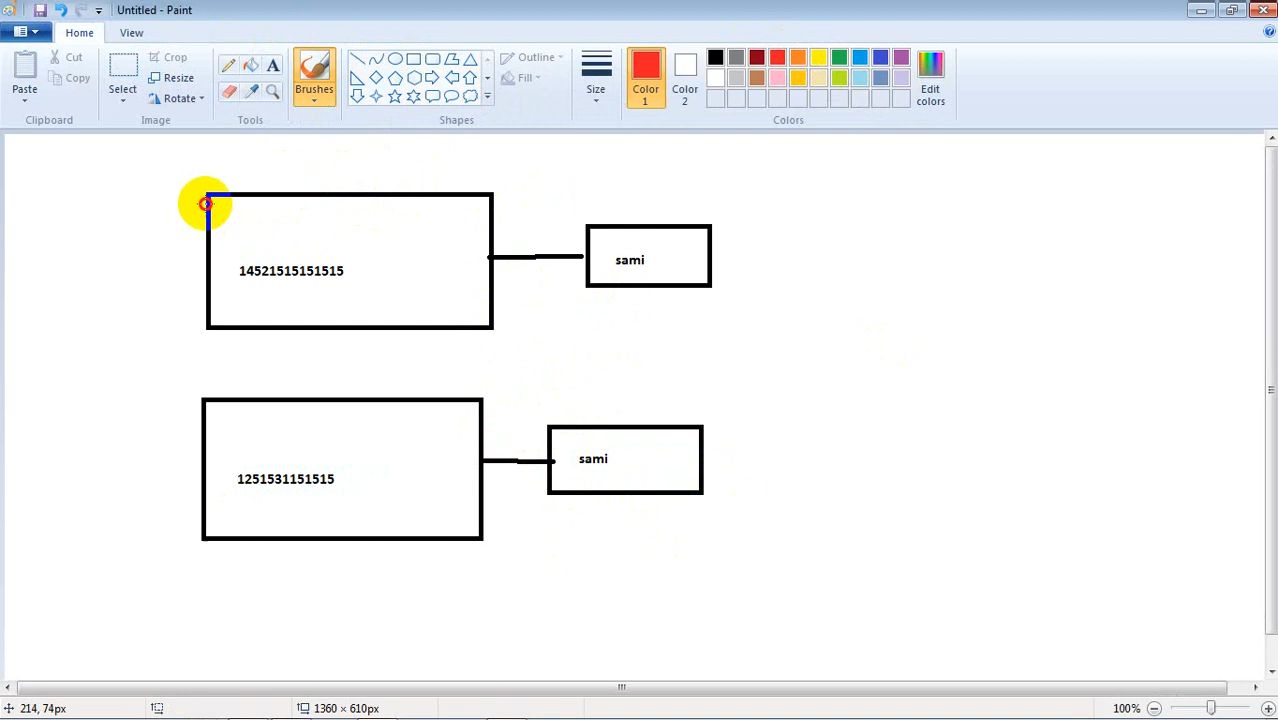 Untitled - Paint
Home View
Paste
Cut
Copy
Clipboard
Select
Crop
Resize
Rotate
Image
Tools
Brushes
Shapes
Outline
Fill
Size
Color 1
Color 2
Edit colors
Colors
14521515151515
sami
1251531151515
sami
214, 74px
1360 × 610px
100%